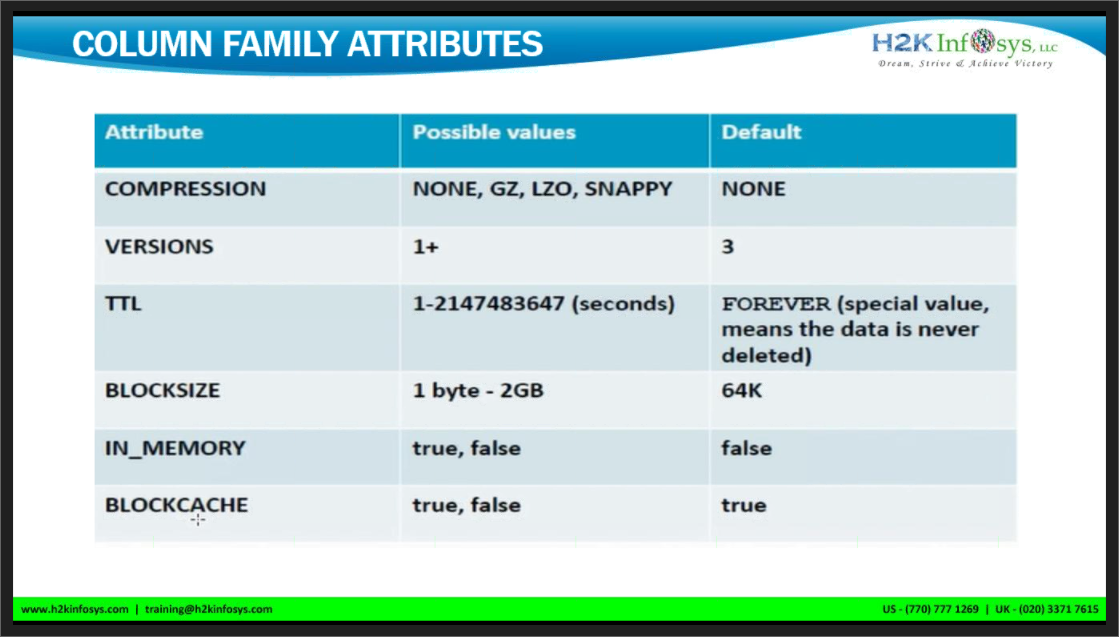 COLUMN FAMILY ATTRIBUTES
H2K Infosys, LLC
Dream, Strive & Achieve Victory
Attribute Possible values Default
COMPRESSION NONE, GZ, LZO, SNAPPY NONE
VERSIONS 1+ 3
TTL 1-2147483647 (seconds) FOREVER (special value,
means the data is never
deleted)
BLOCKSIZE 1 byte - 2GB 64K
IN_MEMORY true, false false
BLOCKCACHE true, false true
www.h2kinfosys.com | training@h2kinfosys.com US - (770) 777 1269 | UK - (020) 3371 7615